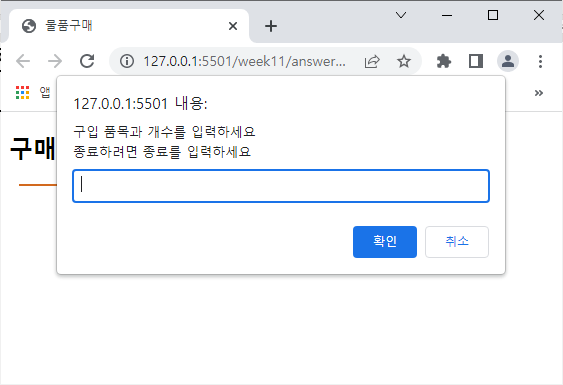 물품구매
127.0.0.1:5501/week11/answer...
앱
»
127.0.0.1:5501 내용:
구입 품목과 개수를 입력하세요
종료하려면 종료를 입력하세요
확인
취소
구매